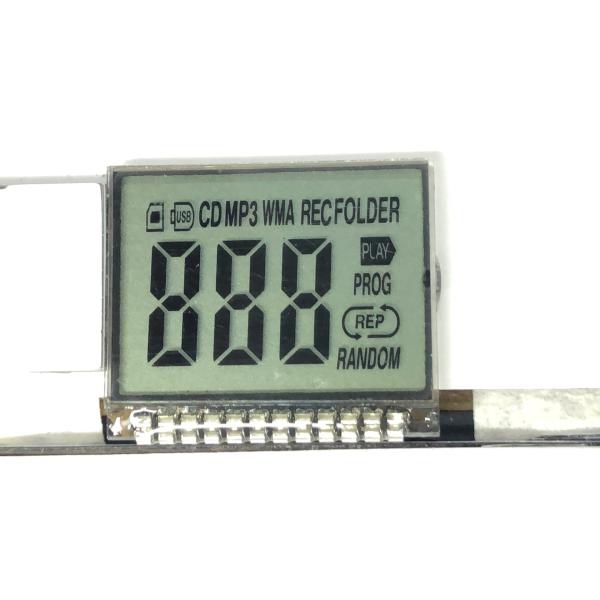 USB CD MP3 WMA REC FOLDER
888
PLAY
PROG
REP
RANDOM